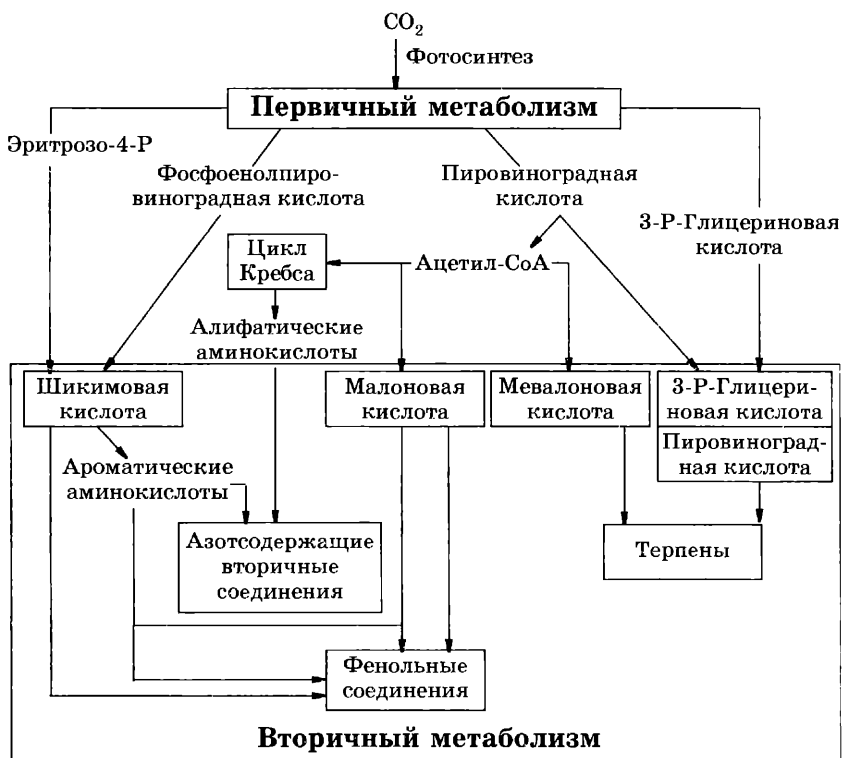 CO₂
Фотосинтез
Первичный метаболизм
Эритрозо-4-Р
Фосфоенолпиро-
виноградная кислота
Пировиноградная
кислота
3-Р-Глицериновая
кислота
Цикл
Кребса
Ацетил-СоА
Алифатические
аминокислоты
Шикимовая
кислота
Малоновая
кислота
Мевалоновая
кислота
3-Р-Глицери-
новая кислота
Пировиноград-
ная кислота
Ароматические
аминокислоты
Азотсодержащие
вторичные
соединения
Терпены
Фенольные
соединения
Вторичный метаболизм